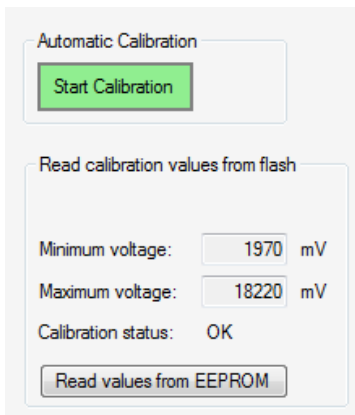 Automatic Calibration
Start Calibration
Read calibration values from flash
Minimum voltage: 1970 mV
Maximum voltage: 18220 mV
Calibration status: OK
Read values from EEPROM